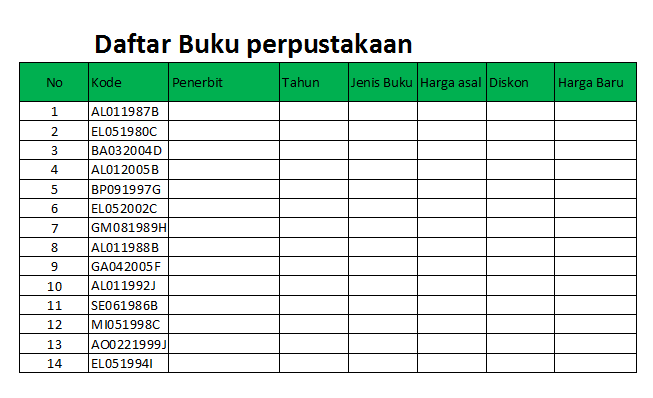 Daftar Buku perpustakaan
No Kode Penerbit Tahun Jenis Buku Harga asal Diskon Harga Baru
1 AL011987B
2 EL051980C
3 BA032004D
4 AL012005B
5 BP091997G
6 EL052002C
7 GM081989H
8 AL011988B
9 GA042005F
10 AL011992J
11 SE061986B
12 MI051998C
13 AO0221999J
14 EL051994I